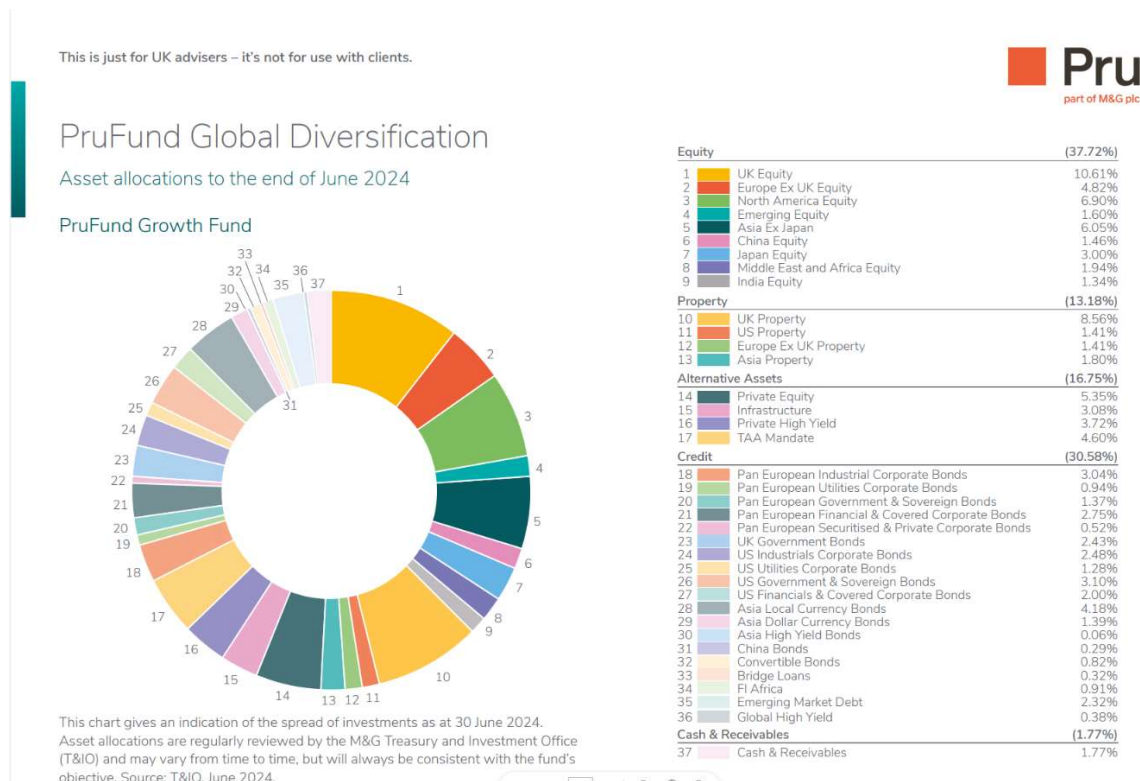 This is just for UK advisers – it's not for use with clients.
Pru
part of M&G plc
PruFund Global Diversification
Asset allocations to the end of June 2024
PruFund Growth Fund
1
2
3
4
5
6
7
8
9
10
11
12
13
14
15
16
17
18
19
20
21
22
23
24
25
26
27
28
29
30
31
32
33
34
35
36
37
This chart gives an indication of the spread of investments as at 30 June 2024.
Asset allocations are regularly reviewed by the M&G Treasury and Investment Office
(T&IO) and may vary from time to time, but will always be consistent with the fund's
objective. Source: T&IO, June 2024.
Equity (37.72%)
1 UK Equity 10.61%
2 Europe Ex UK Equity 4.82%
3 North America Equity 6.90%
4 Emerging Equity 1.60%
5 Asia Ex Japan 6.05%
6 China Equity 1.46%
7 Japan Equity 3.00%
8 Middle East and Africa Equity 1.94%
9 India Equity 1.34%
Property (13.18%)
10 UK Property 8.56%
11 US Property 1.41%
12 Europe Ex UK Property 1.41%
13 Asia Property 1.80%
Alternative Assets (16.75%)
14 Private Equity 5.35%
15 Infrastructure 3.08%
16 Private High Yield 3.72%
17 TAA Mandate 4.60%
Credit (30.58%)
18 Pan European Industrial Corporate Bonds 3.04%
19 Pan European Utilities Corporate Bonds 0.94%
20 Pan European Government & Sovereign Bonds 1.37%
21 Pan European Financial & Covered Corporate Bonds 2.75%
22 Pan European Securitised & Private Corporate Bonds 0.52%
23 UK Government Bonds 2.43%
24 US Industrials Corporate Bonds 2.48%
25 US Utilities Corporate Bonds 1.28%
26 US Government & Sovereign Bonds 3.10%
27 US Financials & Covered Corporate Bonds 2.00%
28 Asia Local Currency Bonds 4.18%
29 Asia Dollar Currency Bonds 1.39%
30 Asia High Yield Bonds 0.06%
31 China Bonds 0.29%
32 Convertible Bonds 0.82%
33 Bridge Loans 0.32%
34 FI Africa 0.91%
35 Emerging Market Debt 2.32%
36 Global High Yield 0.38%
Cash & Receivables (1.77%)
37 Cash & Receivables 1.77%